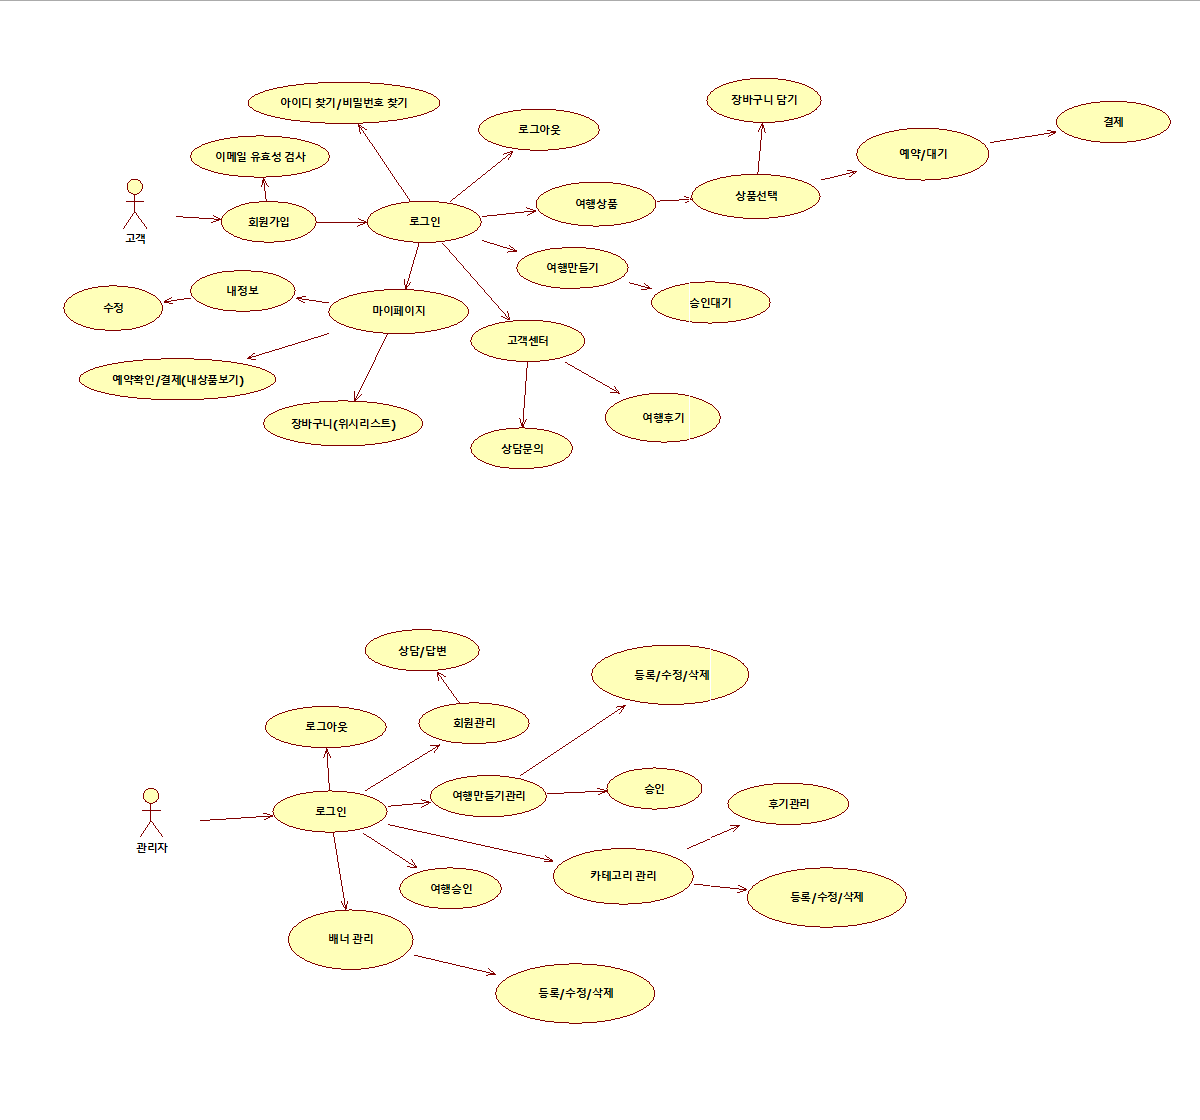 아이디 찾기/비밀번호 찾기
장바구니 담기
로그아웃
결제
이메일 유효성 검사
예약/대기
여행상품
상품선택
고객
회원가입
로그인
여행만들기
내정보
수정
승인대기
마이페이지
고객센터
예약확인/결제(내상품보기)
장바구니(위시리스트)
여행후기
상담문의
상담/답변
등록/수정/삭제
로그아웃
회원관리
여행만들기관리
승인
후기관리
로그인
관리자
카테고리 관리
여행승인
등록/수정/삭제
배너 관리
등록/수정/삭제